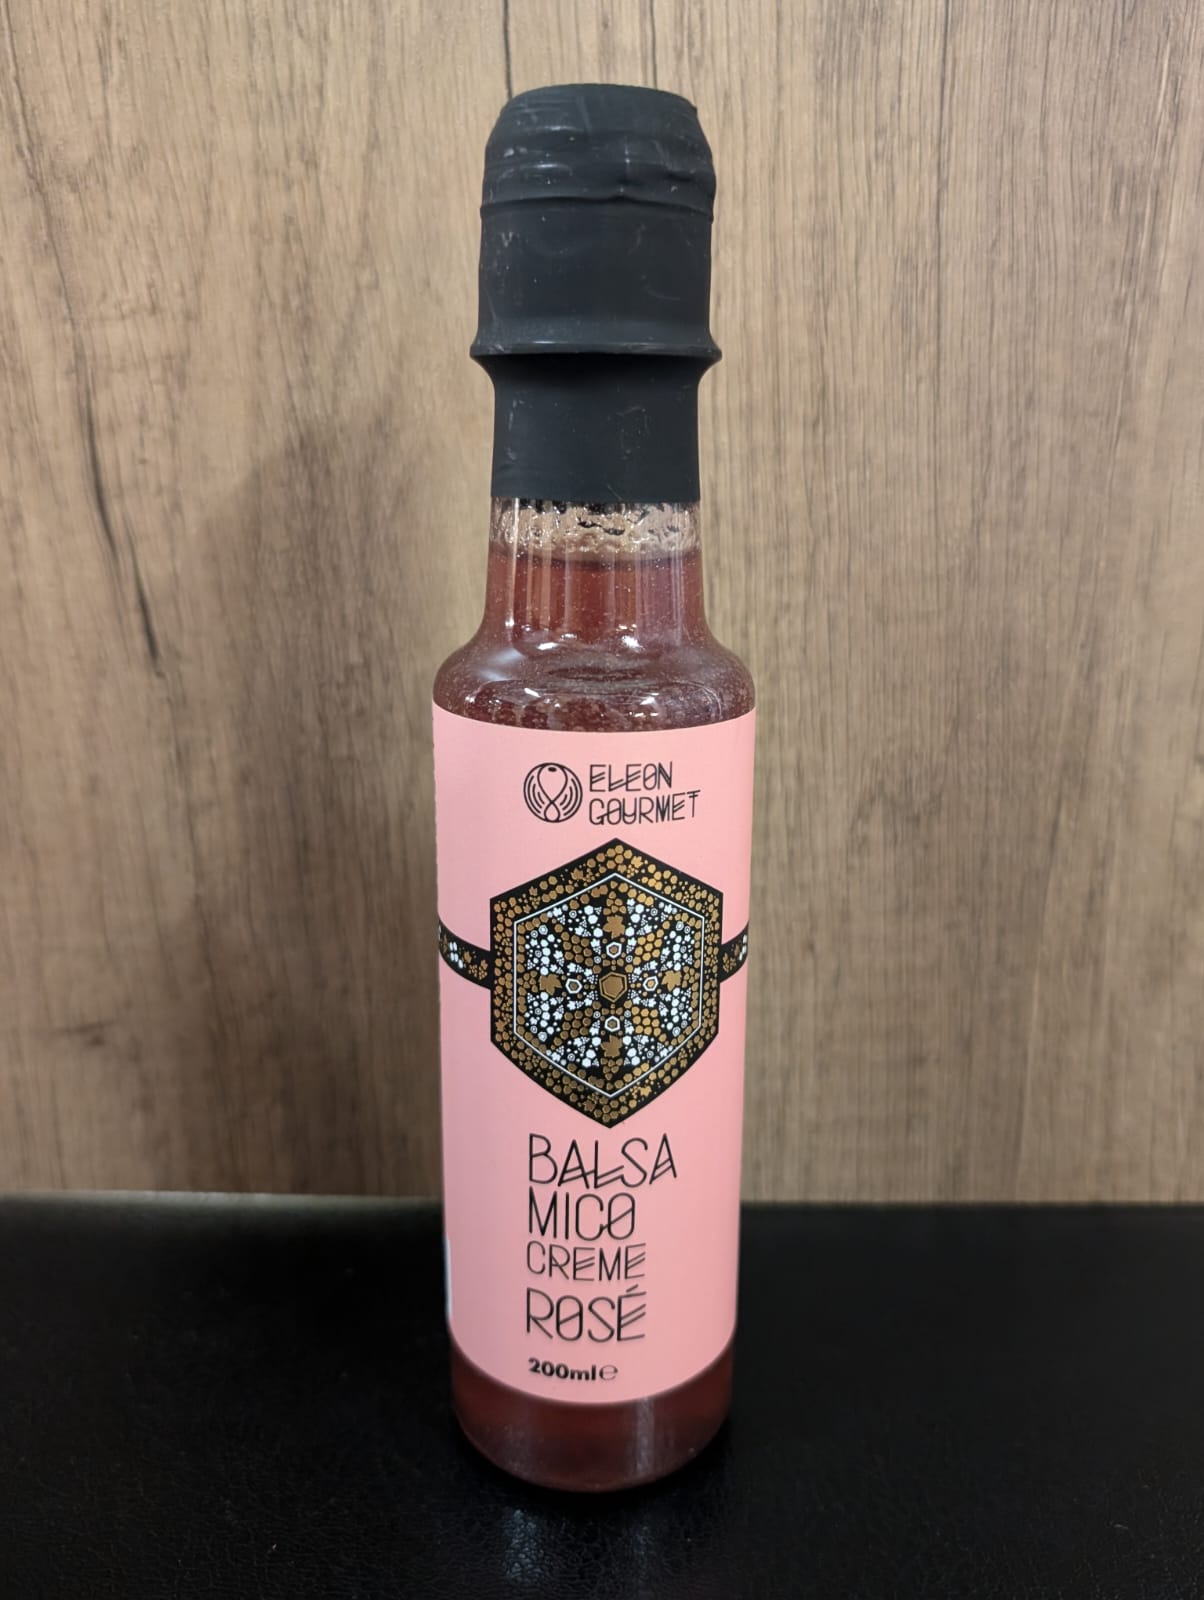 ELEON
GOURMET
BALSA
MICO
CREME
ROSÉ
200ml℮